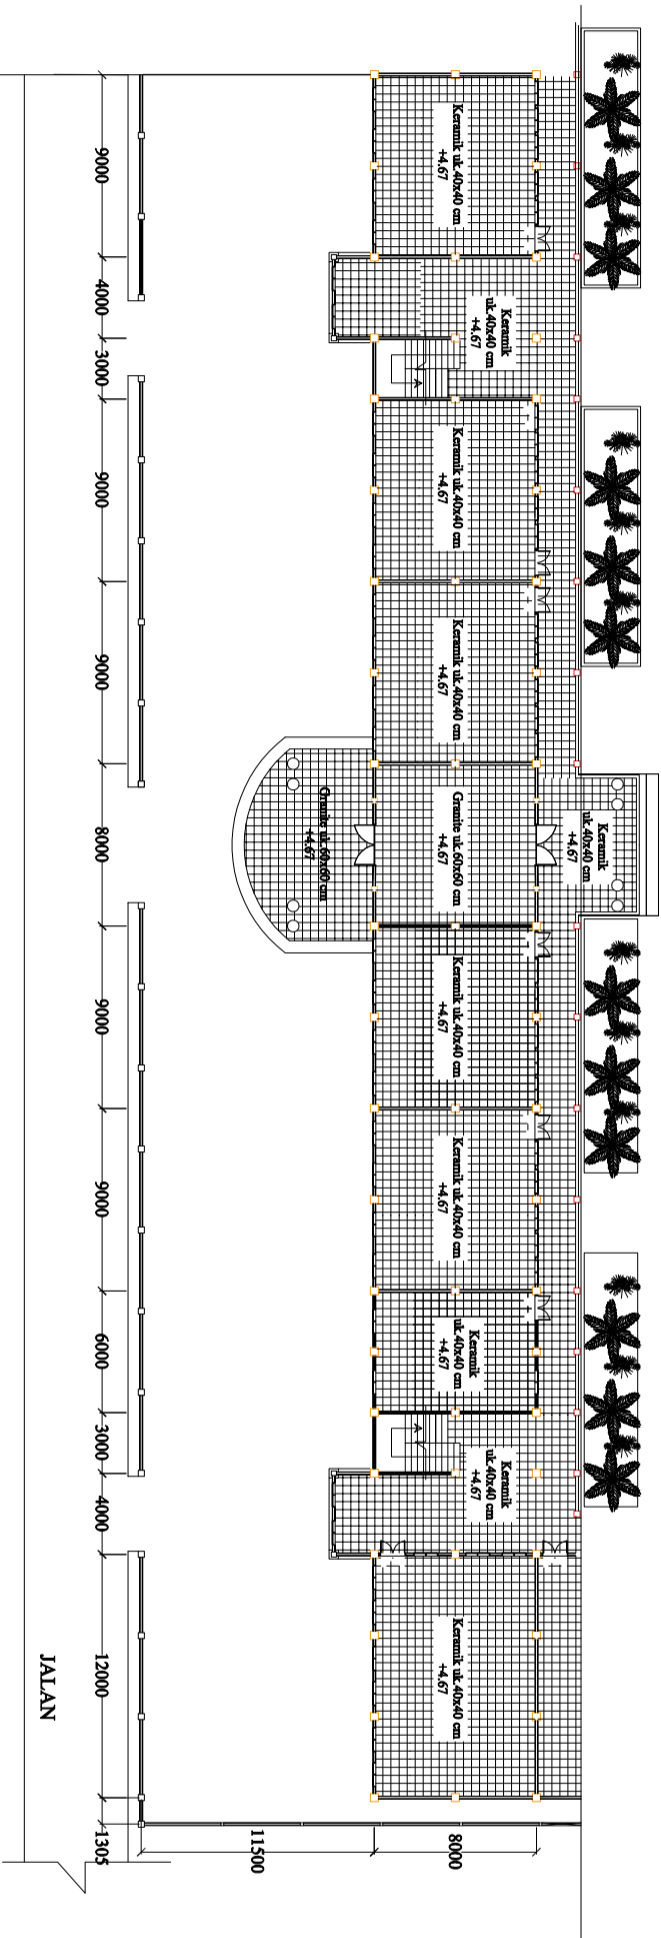 Keramik uk.40x40 cm
+4.67
Keramik
uk.40x40 cm
+4.67
Keramik uk.40x40 cm
+4.67
Keramik uk.40x40 cm
+4.67
Granite uk.60x60 cm
+4.67
Granite uk.60x60 cm
+4.67
Keramik
uk.40x40 cm
+4.67
Keramik uk.40x40 cm
+4.67
Keramik uk.40x40 cm
+4.67
Keramik
uk.40x40 cm
+4.67
Keramik
uk.40x40 cm
+4.67
Keramik uk.40x40 cm
+4.67
A
A
9000
4000
3000
9000
9000
8000
9000
9000
6000
3000
4000
12000
1305
11500
8000
JALAN